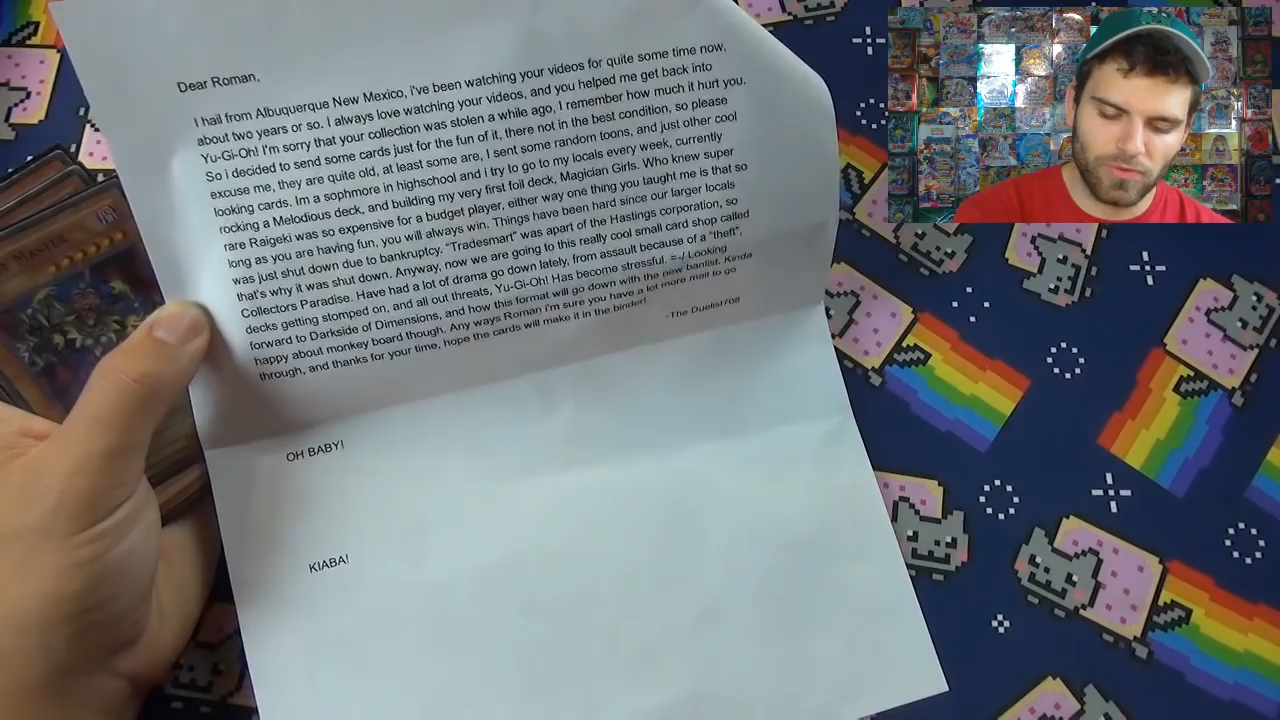 Dear Roman,
I hail from Albuquerque New Mexico, i've been watching your videos for quite some time now,
about two years or so. I always love watching your videos, and you helped me get back into
Yu-Gi-Oh! I'm sorry that your collection was stolen a while ago, I remember how much it hurt you.
So i decided to send some cards just for the fun of it, there not in the best condition, so please
excuse me, they are quite old, at least some are, I sent some random toons, and just other cool
looking cards. Im a sophmore in highschool and i try to go to my locals every week, currently
rocking a Melodious deck, and building my very first foil deck, Magician Girls. Who knew super
rare Raigeki was so expensive for a budget player, either way one thing you taught me is that so
long as you are having fun, you will always win. Things have been hard since our larger locals
was just shut down due to bankruptcy. "Tradesmart" was apart of the Hastings corporation, so
that's why it was shut down. Anyway, now we are going to this really cool small card shop called
Collectors Paradise. Have had a lot of drama go down lately, from assault because of a "theft",
decks getting stomped on, and all out threats, Yu-Gi-Oh! Has become stressful. =-/ Looking
forward to Darkside of Dimensions, and how this format will go down with the new banlist. Kinda
happy about monkey board though. Any ways Roman i'm sure you have a lot more mail to go
through, and thanks for your time, hope the cards will make it in the binder!
-The Duelist708
OH BABY!
KIABA!
MASTER